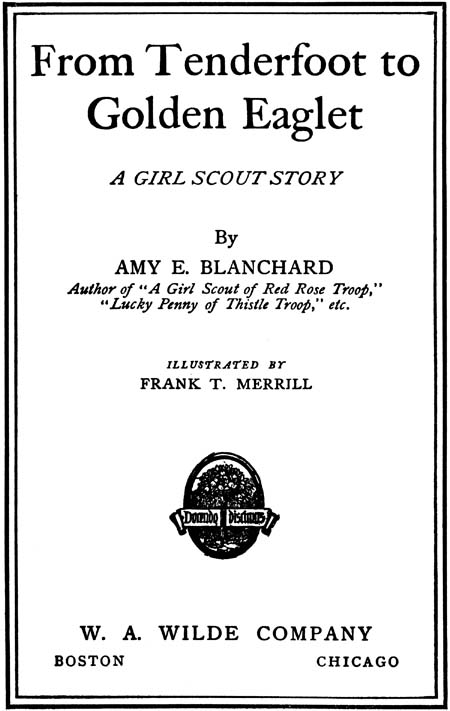 From Tenderfoot to
Golden Eaglet
A GIRL SCOUT STORY
By
AMY E. BLANCHARD
Author of "A Girl Scout of Red Rose Troop,"
"Lucky Penny of Thistle Troop," etc.
ILLUSTRATED BY
FRANK T. MERRILL
Docendo discimus
W. A. WILDE COMPANY
BOSTON CHICAGO